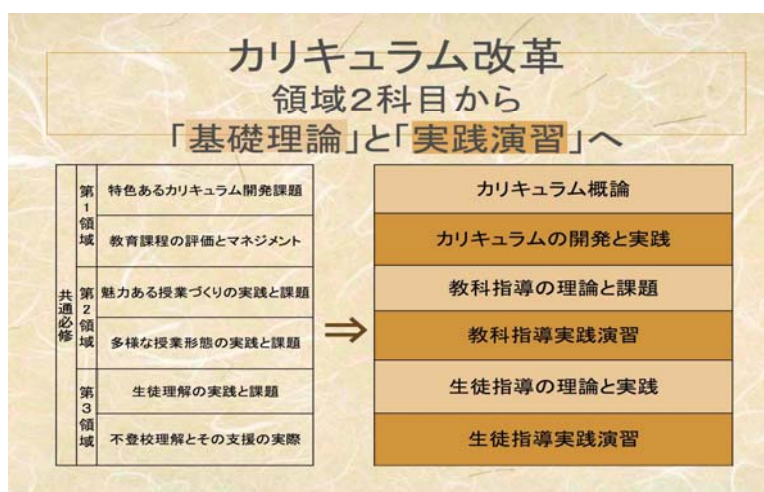 カリキュラム改革
領域2科目から
「基礎理論」と「実践演習」へ
共通必修
第1領域
特色あるカリキュラム開発課題
教育課程の評価とマネジメント
第2領域
魅力ある授業づくりの実践と課題
多様な授業形態の実践と課題
第3領域
生徒理解の実践と課題
不登校理解とその支援の実際
⇒
カリキュラム概論
カリキュラムの開発と実践
教科指導の理論と課題
教科指導実践演習
生徒指導の理論と実践
生徒指導実践演習